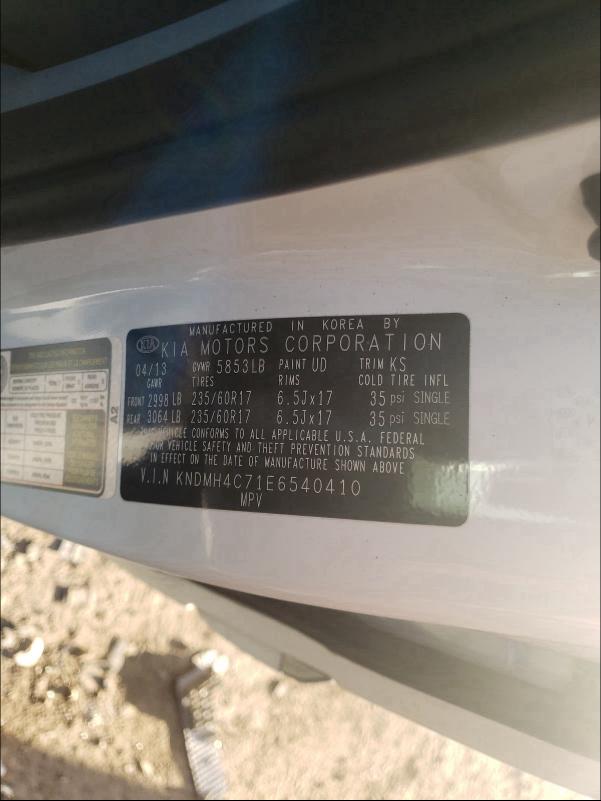 MANUFACTURED IN KOREA BY
KIA KIA MOTORS CORPORATION
04/13 GVWR 5853LB PAINT UD TRIM KS
GAWR TIRES RIMS COLD TIRE INFL
FRONT 2998 LB 235/60R17 6.5Jx17 35 psi SINGLE
REAR 3064 LB 235/60R17 6.5Jx17 35 psi SINGLE
THIS VEHICLE CONFORMS TO ALL APPLICABLE U.S.A. FEDERAL
MOTOR VEHICLE SAFETY AND THEFT PREVENTION STANDARDS
IN EFFECT ON THE DATE OF MANUFACTURE SHOWN ABOVE
V.I.N KNDMH4C71E6540410
MPV
A2